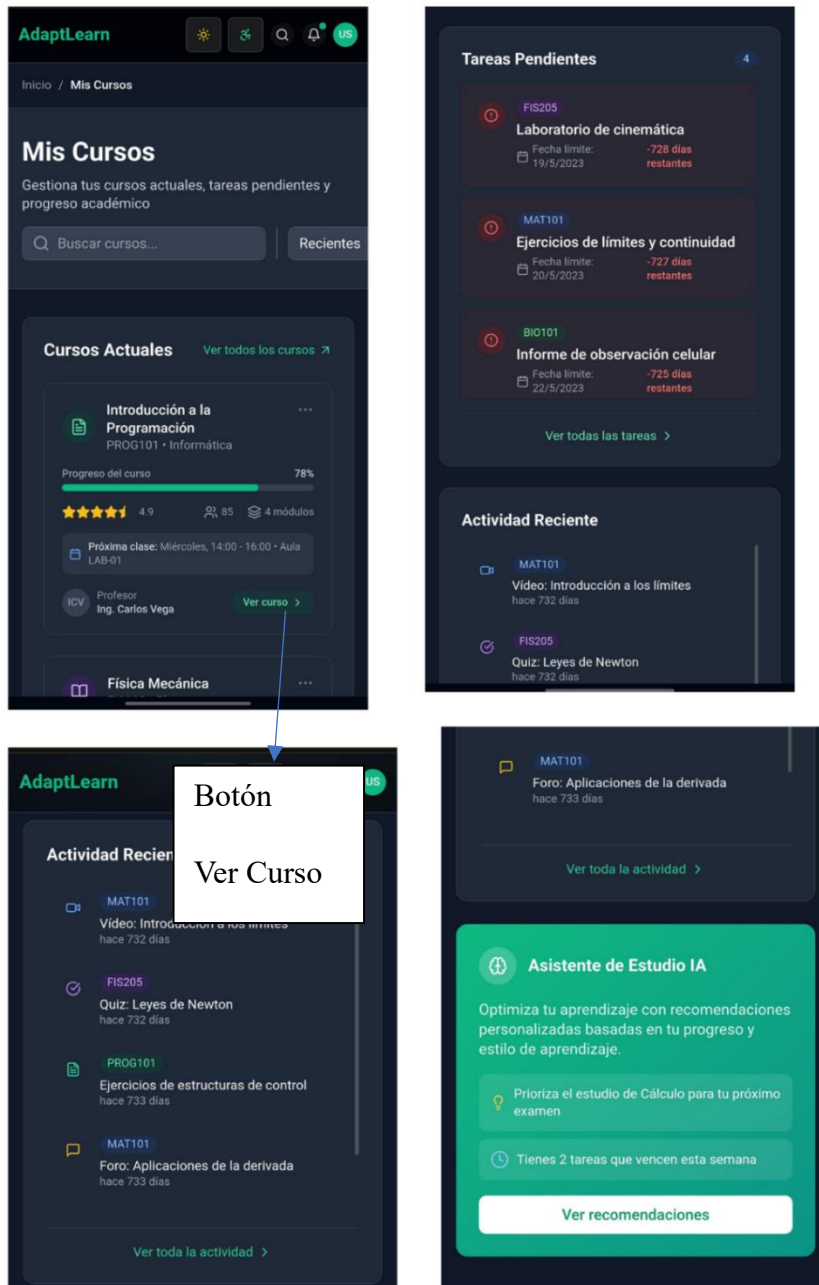 AdaptLearn
US
Inicio / Mis Cursos
Mis Cursos
Gestiona tus cursos actuales, tareas pendientes y
progreso académico
Buscar cursos...
Recientes
Cursos Actuales
Ver todos los cursos
Introducción a la
Programación
PROG101 • Informática
Progreso del curso
78%
4.9
85
4 módulos
Próxima clase: Miércoles, 14:00 - 16:00 • Aula
LAB-01
ICV
Profesor
Ing. Carlos Vega
Ver curso >
Física Mecánica
Tareas Pendientes
4
FIS205
Laboratorio de cinemática
Fecha límite:
19/5/2023
-728 días
restantes
MAT101
Ejercicios de límites y continuidad
Fecha límite:
20/5/2023
-727 días
restantes
BIO101
Informe de observación celular
Fecha límite:
22/5/2023
-725 días
restantes
Ver todas las tareas >
Actividad Reciente
MAT101
Vídeo: Introducción a los límites
hace 732 días
FIS205
Quiz: Leyes de Newton
hace 732 días
AdaptLearn
US
Botón
Ver Curso
Actividad Recien
MAT101
Vídeo: Introducción a los límites
hace 732 días
FIS205
Quiz: Leyes de Newton
hace 732 días
PROG101
Ejercicios de estructuras de control
hace 733 días
MAT101
Foro: Aplicaciones de la derivada
hace 733 días
Ver toda la actividad >
MAT101
Foro: Aplicaciones de la derivada
hace 733 días
Ver toda la actividad >
Asistente de Estudio IA
Optimiza tu aprendizaje con recomendaciones
personalizadas basadas en tu progreso y
estilo de aprendizaje.
Prioriza el estudio de Cálculo para tu próximo
examen
Tienes 2 tareas que vencen esta semana
Ver recomendaciones